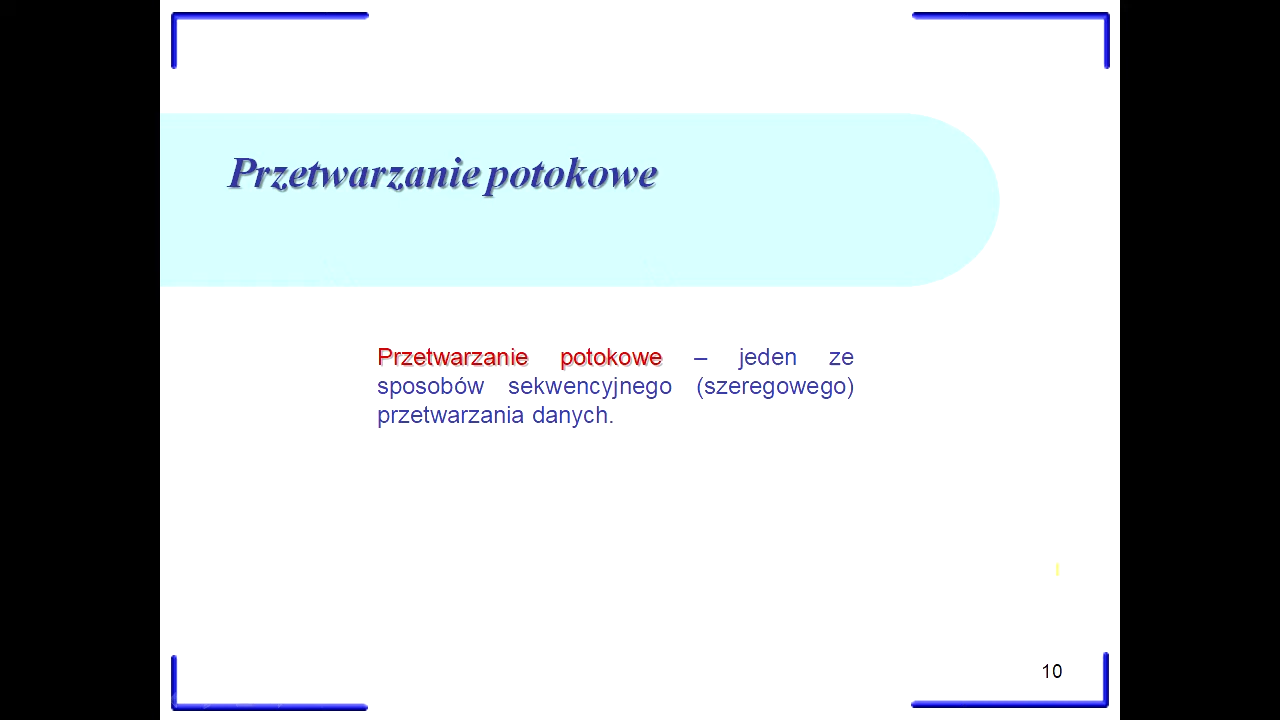 Przetwarzanie potokowe
Przetwarzanie potokowe – jeden ze
sposobów sekwencyjnego (szeregowego)
przetwarzania danych.
10